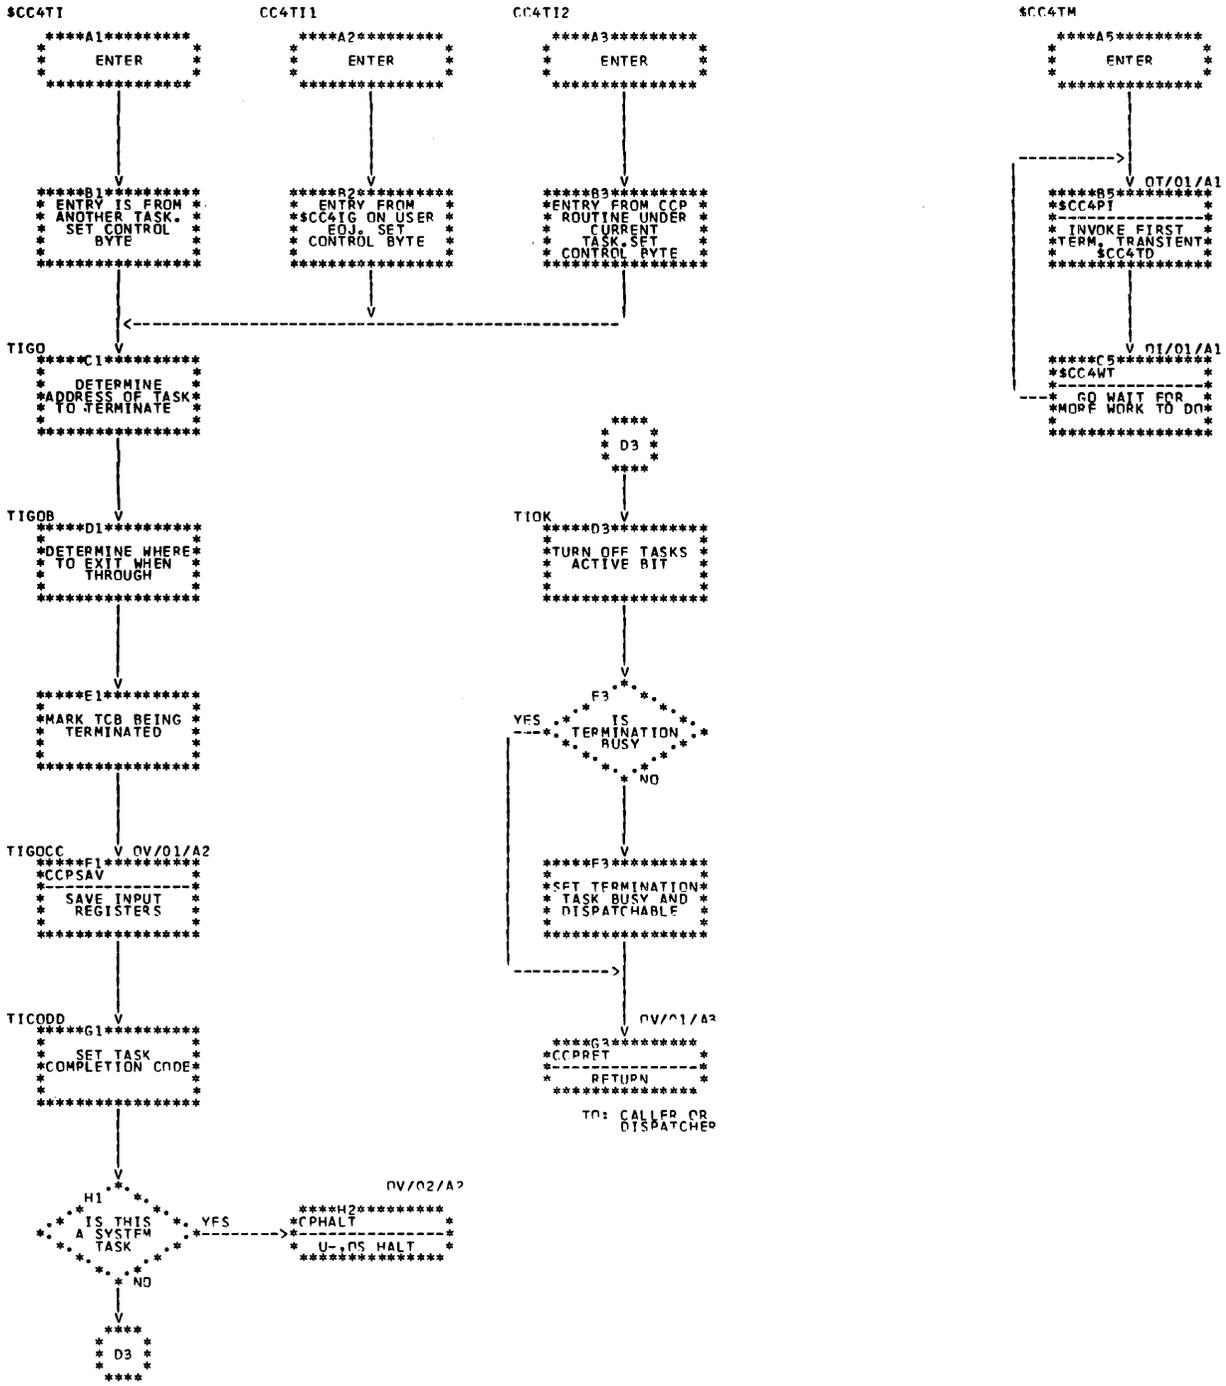 $CC4TI
CC4TI1
CC4TI2
$CC4TM
****A1*********
ENTER
****A2*********
ENTER
****A3*********
ENTER
****A5*********
ENTER
*****B1**********
ENTRY IS FROM
ANOTHER TASK.
SET CONTROL
BYTE
*****B2**********
ENTRY FROM
$CC4IG ON USER
EOJ. SET
CONTROL BYTE
*****B3**********
ENTRY FROM CCP
ROUTINE UNDER
CURRENT
TASK.SET
CONTROL BYTE
OT/01/A1
*****B5**********
$CC4PI
INVOKE FIRST
TERM. TRANSIENT
$CC4TD
TIGO
*****C1**********
DETERMINE
ADDRESS OF TASK
TO TERMINATE
OI/01/A1
*****C5**********
$CC4WT
GO WAIT FOR
MORE WORK TO DO
D3
TIGOB
*****D1**********
DETERMINE WHERE
TO EXIT WHEN
THROUGH
TIOK
*****D3**********
TURN OFF TASKS
ACTIVE BIT
*****E1**********
MARK TCB BEING
TERMINATED
E3
IS
TERMINATION
BUSY
YES
NO
TIGOCC
OV/01/A2
*****F1**********
CCPSAV
SAVE INPUT
REGISTERS
*****F3**********
SET TERMINATION
TASK BUSY AND
DISPATCHABLE
TICODD
*****G1**********
SET TASK
COMPLETION CODE
OV/01/A3
****G3*********
CCPRET
RETURN
TO: CALLER OR
DISPATCHER
H1
IS THIS
A SYSTEM
TASK
YES
NO
OV/02/A2
****H2*********
CPHALT
HALT
D3